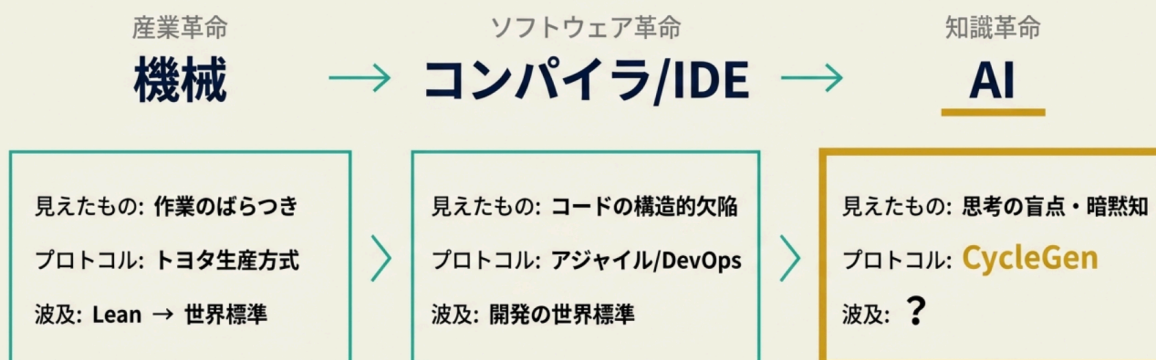 産業革命
機械
→
ソフトウェア革命
コンパイラ/IDE
→
知識革命
AI
見えたもの: 作業のばらつき
プロトコル: トヨタ生産方式
波及: Lean → 世界標準
見えたもの: コードの構造的欠陥
プロトコル: アジャイル/DevOps
波及: 開発の世界標準
見えたもの: 思考の盲点・暗黙知
プロトコル: CycleGen
波及: ?